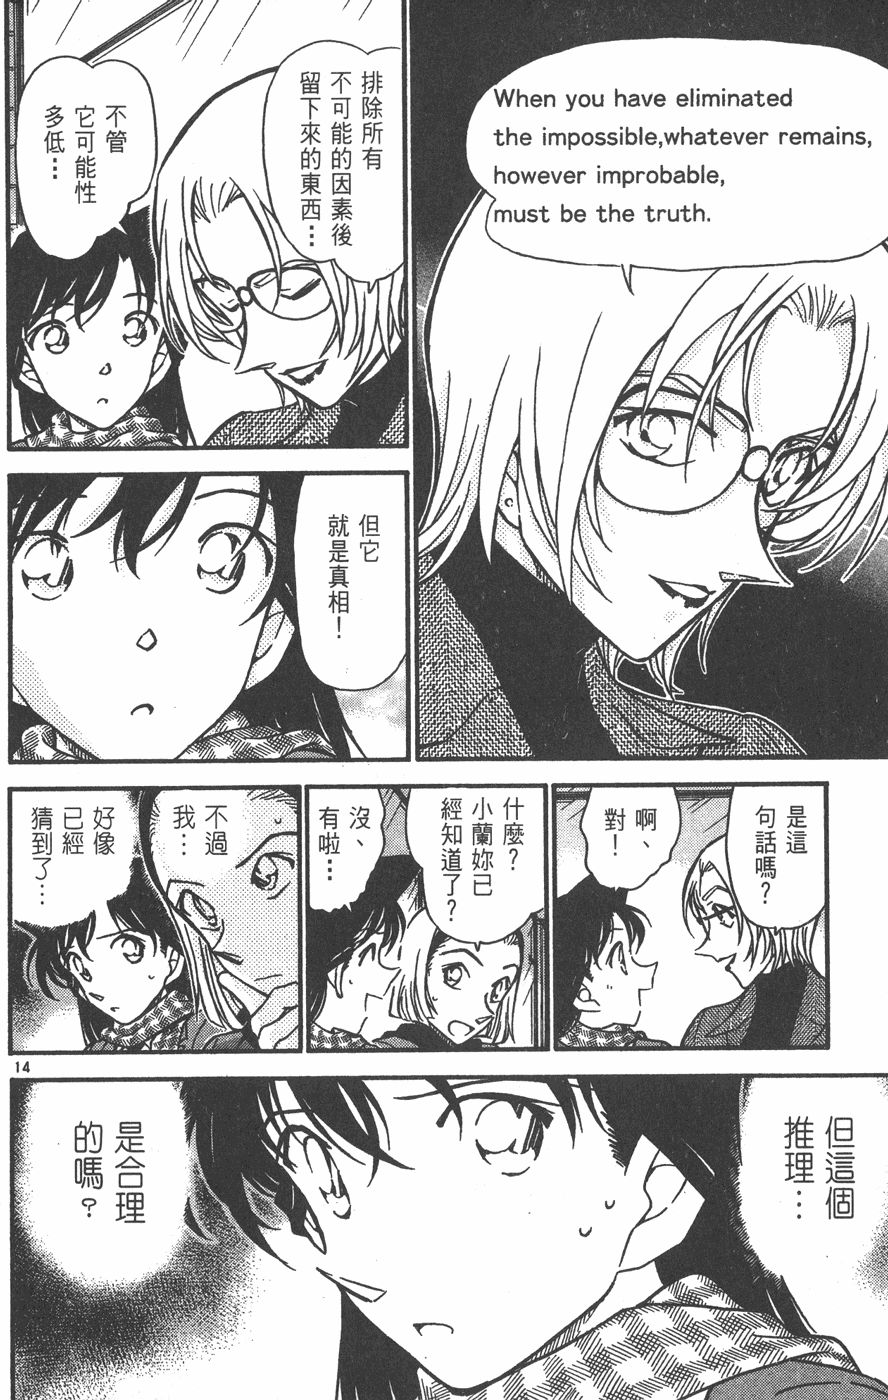 When you have eliminated
the impossible,whatever remains,
however improbable,
must be the truth.
排除所有
不可能的因素後
留下來的東西…
不管
它可能性
多低…
但它
就是真相！
是這
句話嗎？
啊、
對！
什麼？
小蘭妳已
經知道了？
沒、
有啦…
不過
我…
好像
已經
猜到了…
14
但這個
推理…
是合理
的嗎？